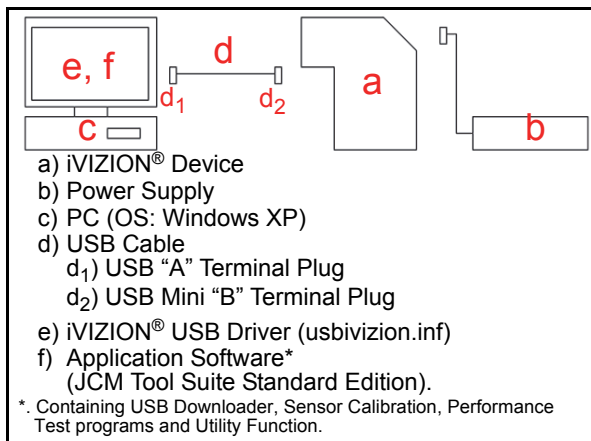 e, f
d
d1
d2
a
c
b
a) iVIZION® Device
b) Power Supply
c) PC (OS: Windows XP)
d) USB Cable
d1) USB “A” Terminal Plug
d2) USB Mini “B” Terminal Plug
e) iVIZION® USB Driver (usbivizion.inf)
f) Application Software*
(JCM Tool Suite Standard Edition).
*. Containing USB Downloader, Sensor Calibration, Performance
Test programs and Utility Function.